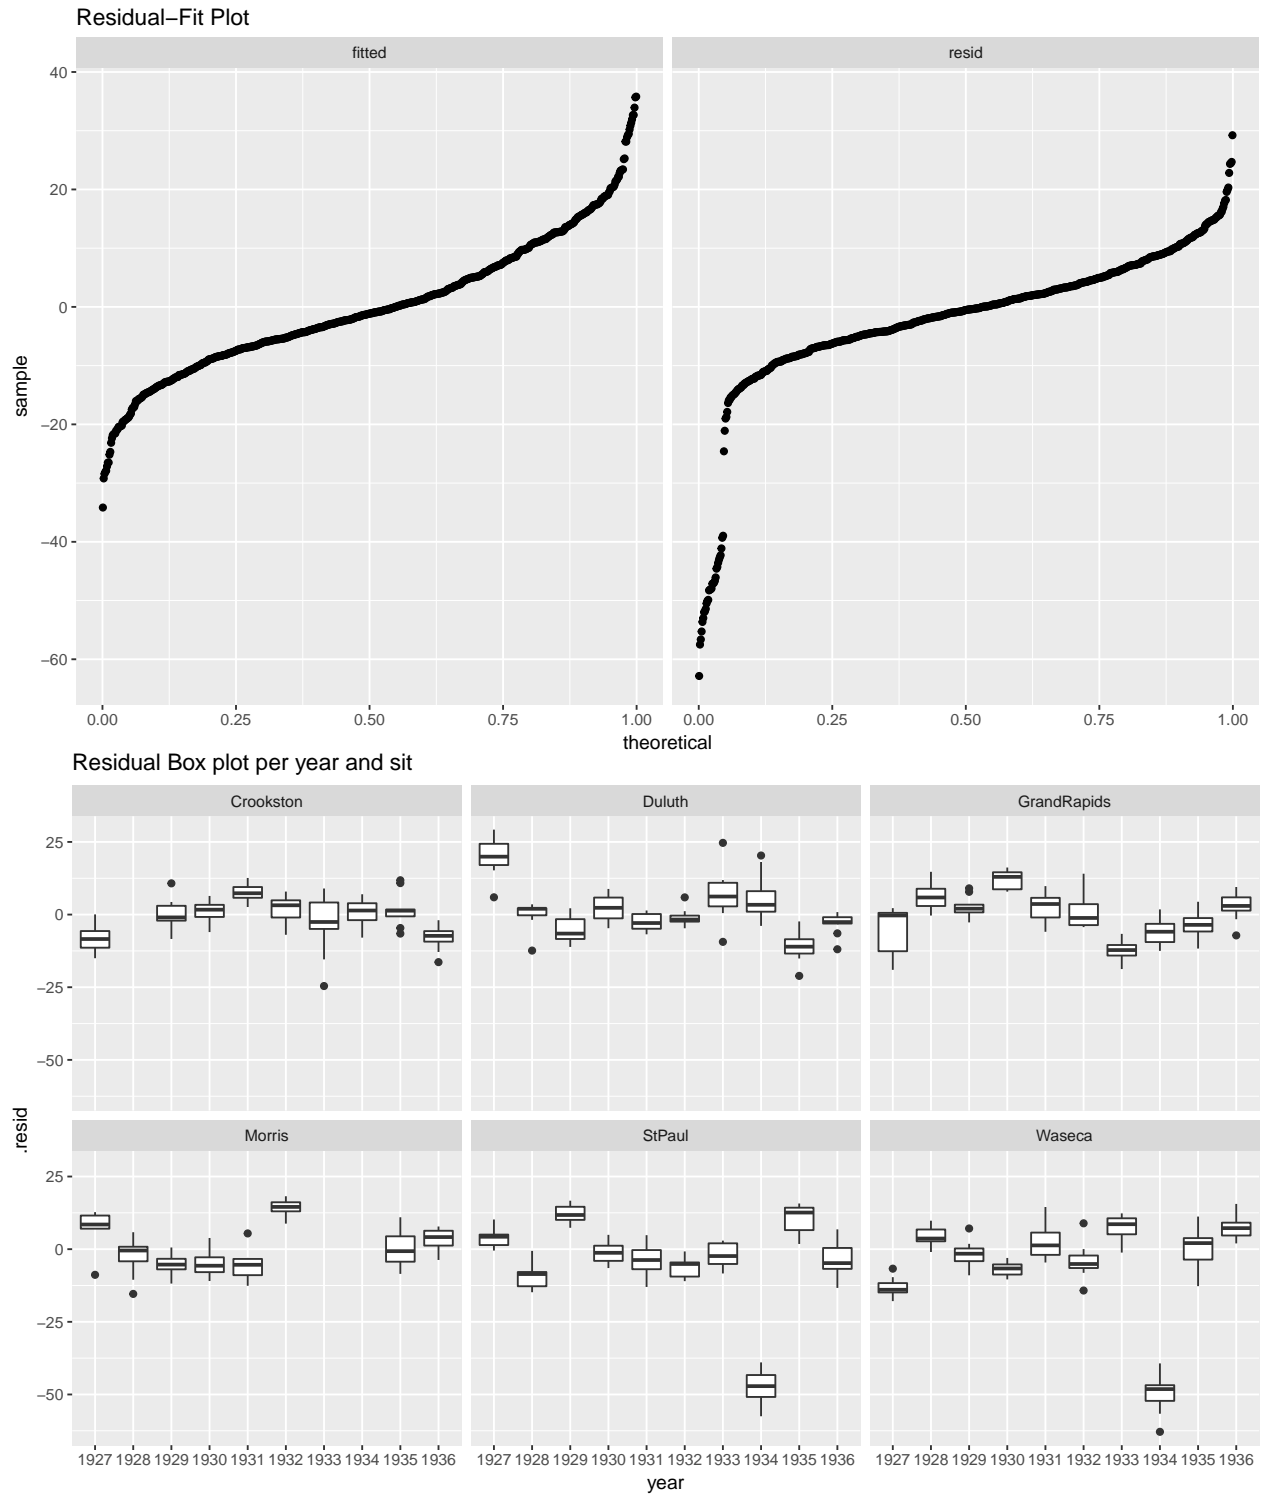 Residual−Fit Plot
fitted resid
40
20
0
−20
−40
−60
sample
0.00 0.25 0.50 0.75 1.00 0.00 0.25 0.50 0.75 1.00
theoretical
Residual Box plot per year and sit
Crookston Duluth GrandRapids
25
0
−25
−50
.resid
Morris StPaul Waseca
25
0
−25
−50
1927 1928 1929 1930 1931 1932 1933 1934 1935 1936 1927 1928 1929 1930 1931 1932 1933 1934 1935 1936 1927 1928 1929 1930 1931 1932 1933 1934 1935 1936
year